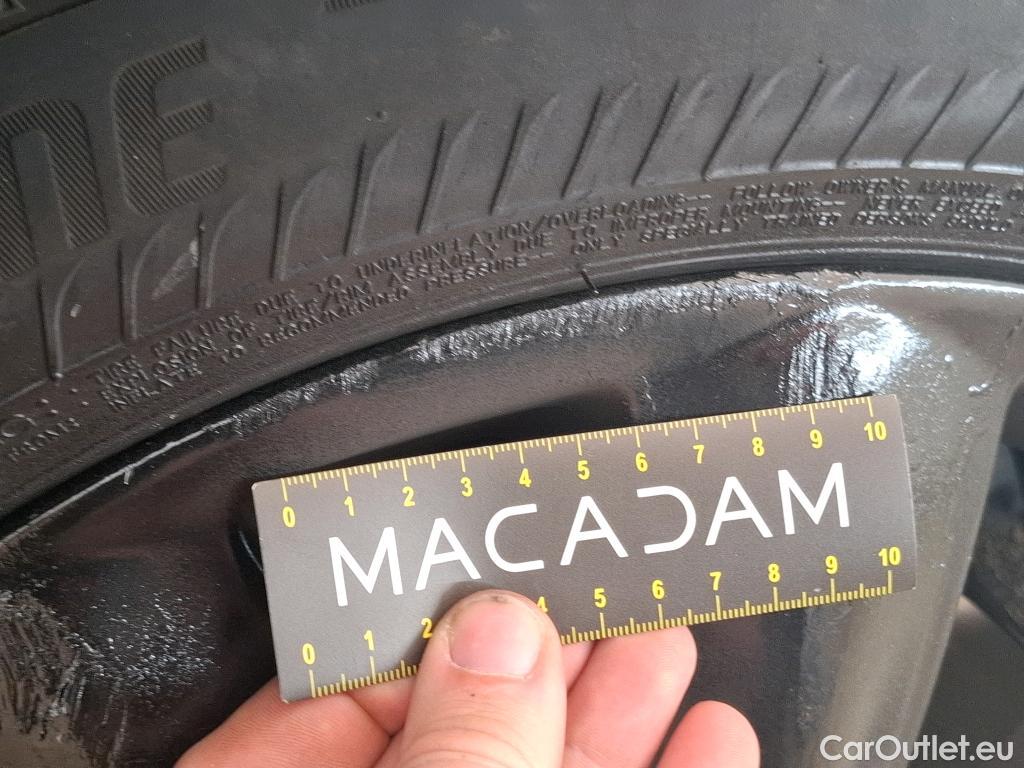 NE
TIRE FAILURE DUE TO UNDERINFLATION/OVERLOADING— FOLLOW OWNER'S MANUAL
EXPLOSION OF TIRE/RIM ASSEMBLY DUE TO IMPROPER MOUNTING— NEVER EXCEED
TO RECOMMENDED PRESSURE— ONLY SPECIALLY TRAINED PERSONS SHOULD
0 1 2 3 4 5 6 7 8 9 10
MACADAM
0 1 2 4 5 6 7 8 9 10
CarOutlet.eu